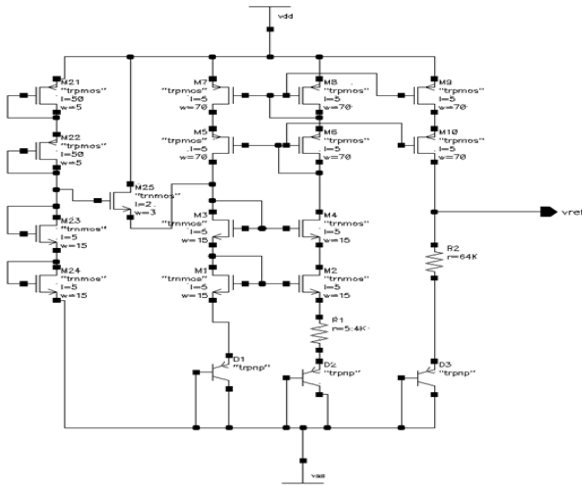 vdd
M21
"trpmos"
l=50
w=5
M22
"trpmos"
l=50
w=5
M23
"trnmos"
l=5
w=15
M24
"trnmos"
l=5
w=15
M25
"trnmos"
l=2
w=3
M7
"trpmos"
l=5
w=70
M5
"trpmos"
l=5
w=70
M3
"trnmos"
l=5
w=15
M1
"trnmos"
l=5
w=15
D1
"trpnp"
M8
"trpmos"
l=5
w=70
M6
"trpmos"
l=5
w=70
M4
"trnmos"
l=5
w=15
M2
"trnmos"
l=5
w=15
R1
r=5.4K
D2
"trpnp"
M9
"trpmos"
l=5
w=70
M10
"trpmos"
l=5
w=70
vref
R2
r=64K
D3
"trpnp"
vss